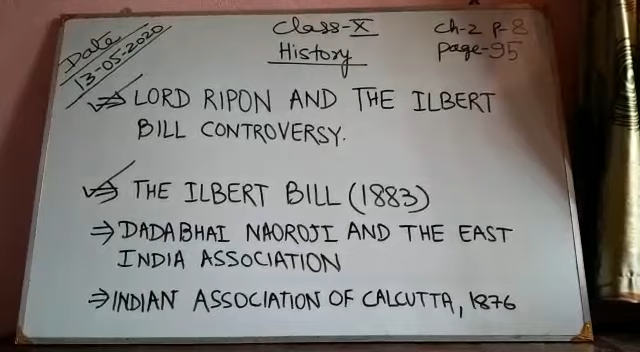 Date
13-05-2020
Class-X
History
Ch-2 P-8
page-95
⇒ LORD RIPON AND THE ILBERT
BILL CONTROVERSY.
⇒ THE ILBERT BILL (1883)
⇒ DADABHAI NAOROJI AND THE EAST
INDIA ASSOCIATION
⇒ INDIAN ASSOCIATION OF CALCUTTA, 1876